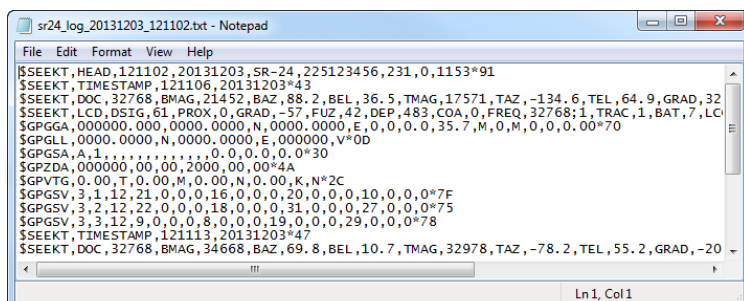 sr24_log_20131203_121102.txt - Notepad
File Edit Format View Help
$SEEKT,HEAD,121102,20131203,SR-24,225123456,231,0,1153*91
$SEEKT,TIMESTAMP,121106,20131203*43
$SEEKT,DOC,32768,BMAG,21452,BAZ,88.2,BEL,36.5,TMAG,17571,TAZ,-134.6,TEL,64.9,GRAD,32
$SEEKT,LCD,DSIG,61,PROX,0,GRAD,-57,FUZ,42,DEP,483,COA,0,FREQ,32768;1,TRAC,1,BAT,7,LC
$GPGGA,000000.000,0000.0000,N,0000.0000,E,0,0,0.0,35.7,M,0,M,0,0,0.00*70
$GPGLL,0000.0000,N,0000.0000,E,000000,V*0D
$GPGSA,A,1,,,,,,,,,,,,,0.0,0.0,0.0*30
$GPZDA,000000,00,00,2000,00,00*4A
$GPVTG,0.00,T,0.00,M,0.00,N,0.00,K,N*2C
$GPGSV,3,1,12,21,0,0,0,16,0,0,0,20,0,0,0,10,0,0,0*7F
$GPGSV,3,2,12,22,0,0,0,18,0,0,0,31,0,0,0,27,0,0,0*75
$GPGSV,3,3,12,9,0,0,0,8,0,0,0,19,0,0,0,29,0,0,0*78
$SEEKT,TIMESTAMP,121113,20131203*47
$SEEKT,DOC,32768,BMAG,34668,BAZ,69.8,BEL,10.7,TMAG,32978,TAZ,-78.2,TEL,55.2,GRAD,-20
Ln 1, Col 1